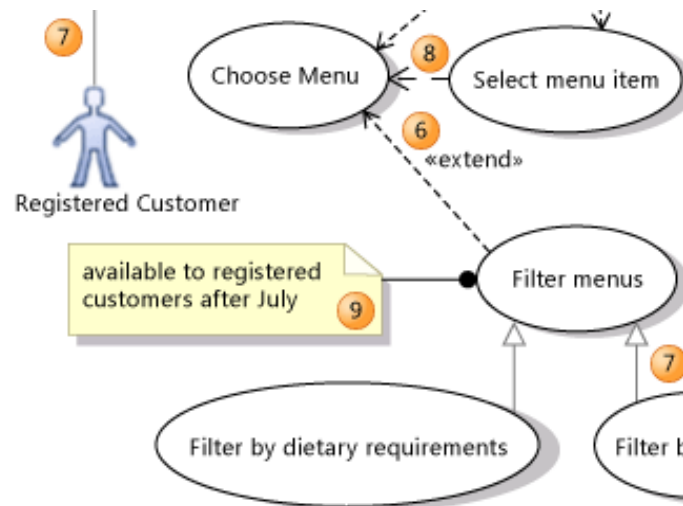 7
8
Choose Menu
Select menu item
6
«extend»
Registered Customer
available to registered
customers after July
9
Filter menus
7
Filter by dietary requirements
Filter